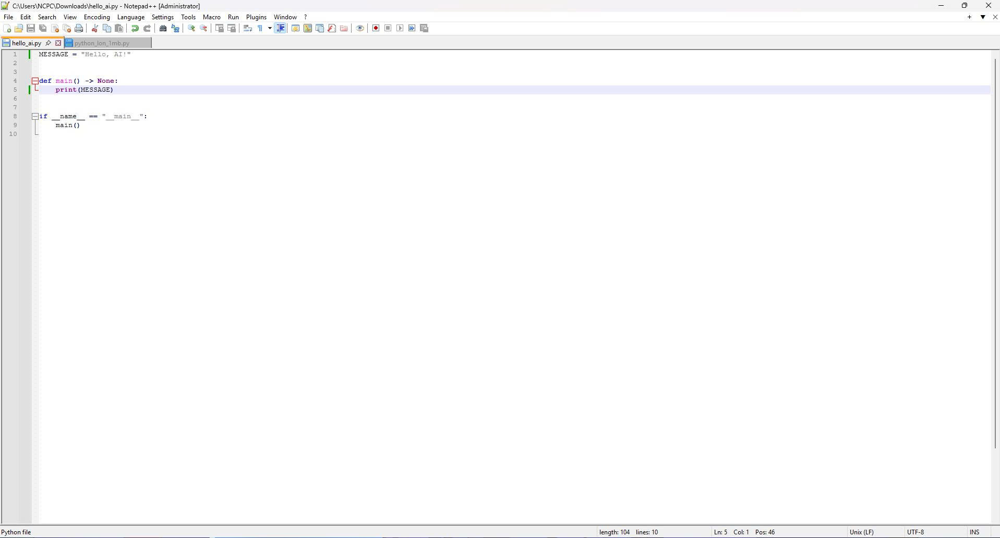 C:\Users\NCPC\Downloads\hello_ai.py - Notepad++ [Administrator]
File Edit Search View Encoding Language Settings Tools Macro Run Plugins Window ?
hello_ai.py python_lon_1mb.py
1 MESSAGE = "Hello, AI!"
2
3
4 def main() -> None:
5     print(MESSAGE)
6
7
8 if __name__ == "__main__":
9     main()
10
Python file length: 104 lines: 10 Ln: 5 Col: 1 Pos: 46 Unix (LF) UTF-8 INS